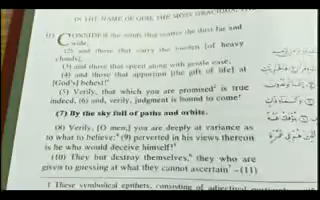 IN THE NAME OF GOD, THE MOST GRACIOUS, THE
(1) CONSIDER the winds that scatter the dust far and
wide,
(2) and those that carry the burden [of heavy
clouds],
(3) and those that speed along with gentle ease,
(4) and those that apportion [the gift of life] at
[God's] behest!
(5) Verily, that which you are promised is true
indeed, (6) and, verily, judgment is bound to come!
(7) By the sky full of paths and orbits.
(8) Verily, [O men,] you are deeply at variance as
to what to believe: (9) perverted in his views thereon
is he who would deceive himself!
(10) They but destroy themselves, they who are
given to guessing at what they cannot ascertain – (11)
1 These symbolical epithets, consisting of adjectival